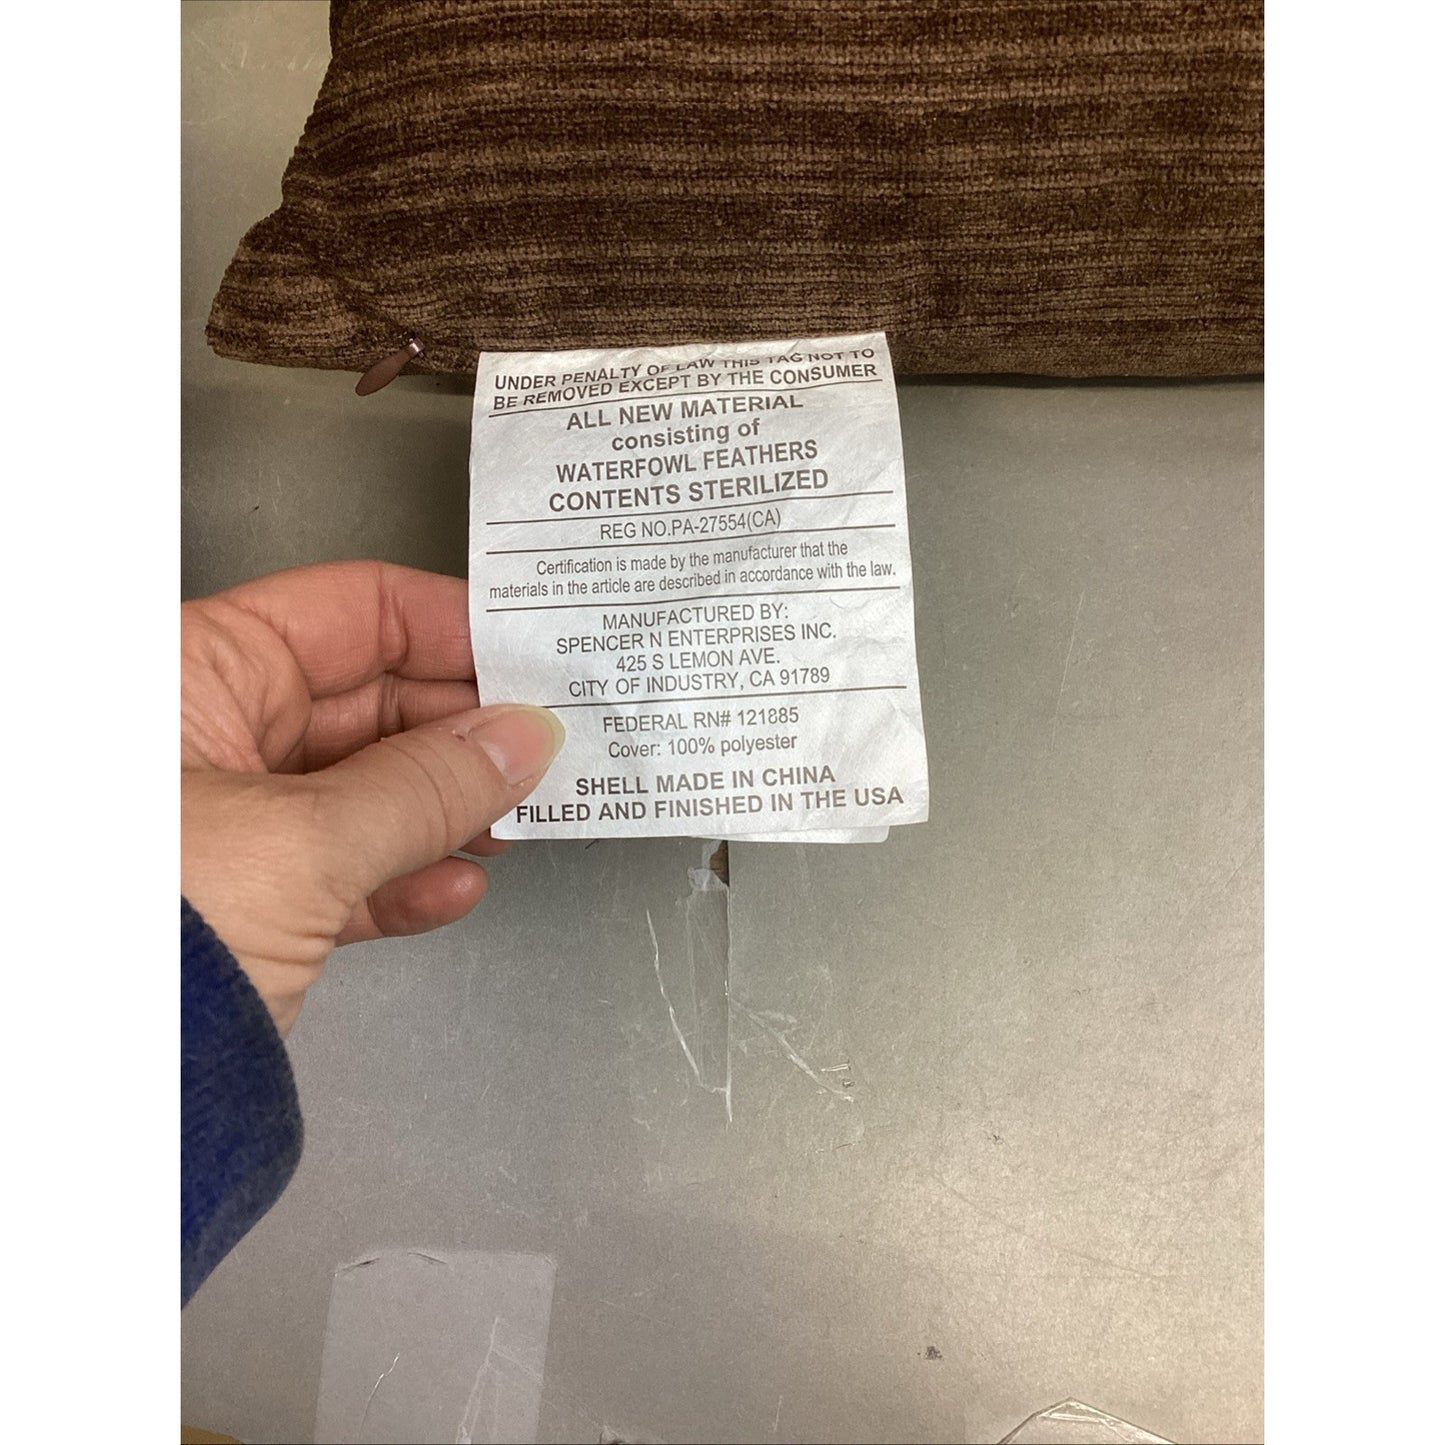 UNDER PENALTY OF LAW THIS TAG NOT TO
BE REMOVED EXCEPT BY THE CONSUMER
ALL NEW MATERIAL
consisting of
WATERFOWL FEATHERS
CONTENTS STERILIZED
REG NO.PA-27554(CA)
Certification is made by the manufacturer that the
materials in the article are described in accordance with the law.
MANUFACTURED BY:
SPENCER N ENTERPRISES INC.
425 S LEMON AVE.
CITY OF INDUSTRY, CA 91789
FEDERAL RN# 121885
Cover: 100% polyester
SHELL MADE IN CHINA
FILLED AND FINISHED IN THE USA